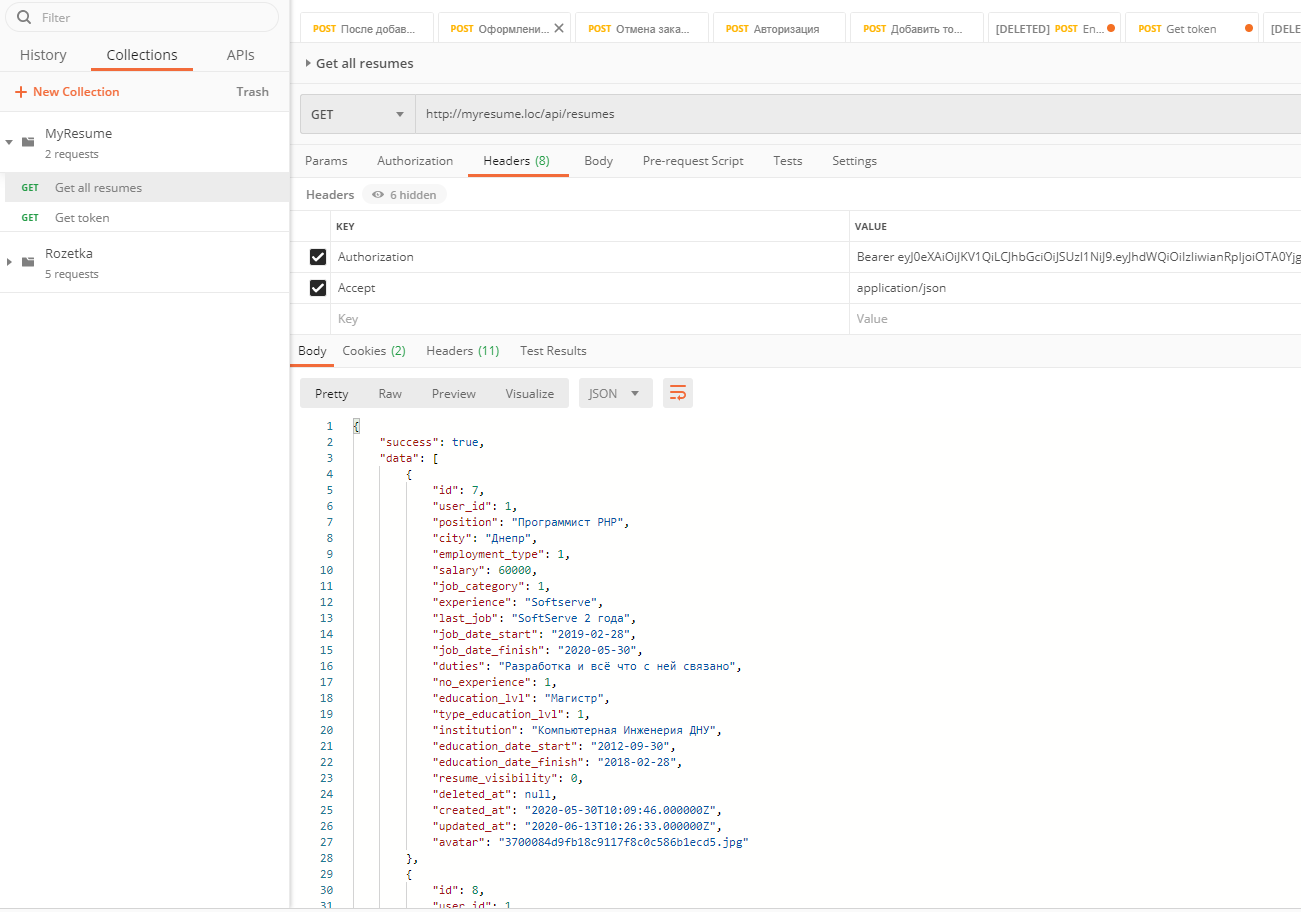 Filter
POST После добав...
POST Оформлени...
POST Отмена зака...
POST Авторизация
POST Добавить то...
[DELETED] POST En...
POST Get token
[DELE
History
Collections
APIs
Get all resumes
New Collection
Trash
GET
http://myresume.loc/api/resumes
MyResume
2 requests
Params
Authorization
Headers (8)
Body
Pre-request Script
Tests
Settings
GET Get all resumes
Headers
6 hidden
GET Get token
KEY
VALUE
Rozetka
5 requests
Authorization
Accept
application/json
Key
Value
Body
Cookies (2)
Headers (11)
Test Results
Pretty
Raw
Preview
Visualize
JSON
1 {
2 "success": true,
3 "data": [
4 {
5 "id": 7,
6 "user_id": 1,
7 "position": "Программист PHP",
8 "city": "Днепр",
9 "employment_type": 1,
10 "salary": 60000,
11 "job_category": 1,
12 "experience": "Softserve",
13 "last_job": "SoftServe 2 года",
14 "job_date_start": "2019-02-28",
15 "job_date_finish": "2020-05-30",
16 "duties": "Разработка и всё что с ней связано",
17 "no_experience": 1,
18 "education_lvl": "Магистр",
19 "type_education_lvl": 1,
20 "institution": "Компьютерная Инженерия ДНУ",
21 "education_date_start": "2012-09-30",
22 "education_date_finish": "2018-02-28",
23 "resume_visibility": 0,
24 "deleted_at": null,
25 "created_at": "2020-05-30T10:09:46.000000Z",
26 "updated_at": "2020-06-13T10:26:33.000000Z",
27 "avatar": "3700084d9fb18c9117f8c0c586b1ecd5.jpg"
28 },
29 {
30 "id": 8,
31 "user_id": 1